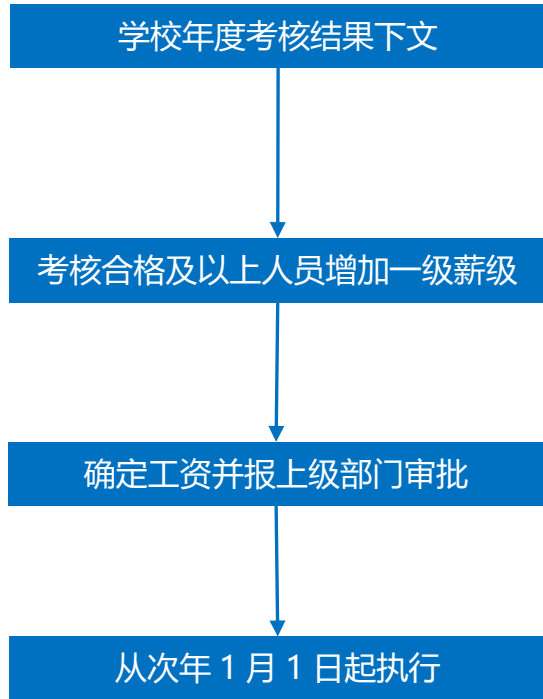 学校年度考核结果下文
考核合格及以上人员增加一级薪级
确定工资并报上级部门审批
从次年 1 月 1 日起执行